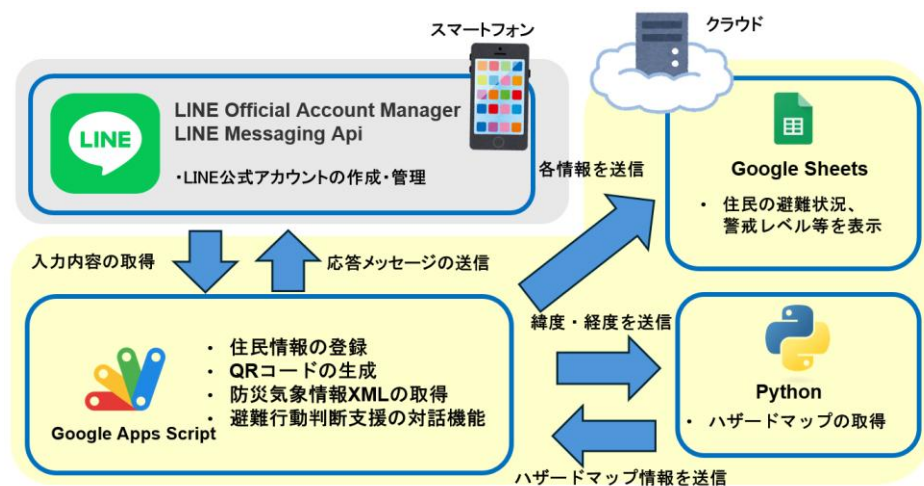 スマートフォン
クラウド
LINE
LINE Official Account Manager
LINE Messaging Api
・LINE公式アカウントの作成・管理
各情報を送信
Google Sheets
• 住民の避難状況、
警戒レベル等を表示
入力内容の取得
応答メッセージの送信
緯度・経度を送信
• 住民情報の登録
• QRコードの生成
• 防災気象情報XMLの取得
• 避難行動判断支援の対話機能
Google Apps Script
Python
• ハザードマップの取得
ハザードマップ情報を送信